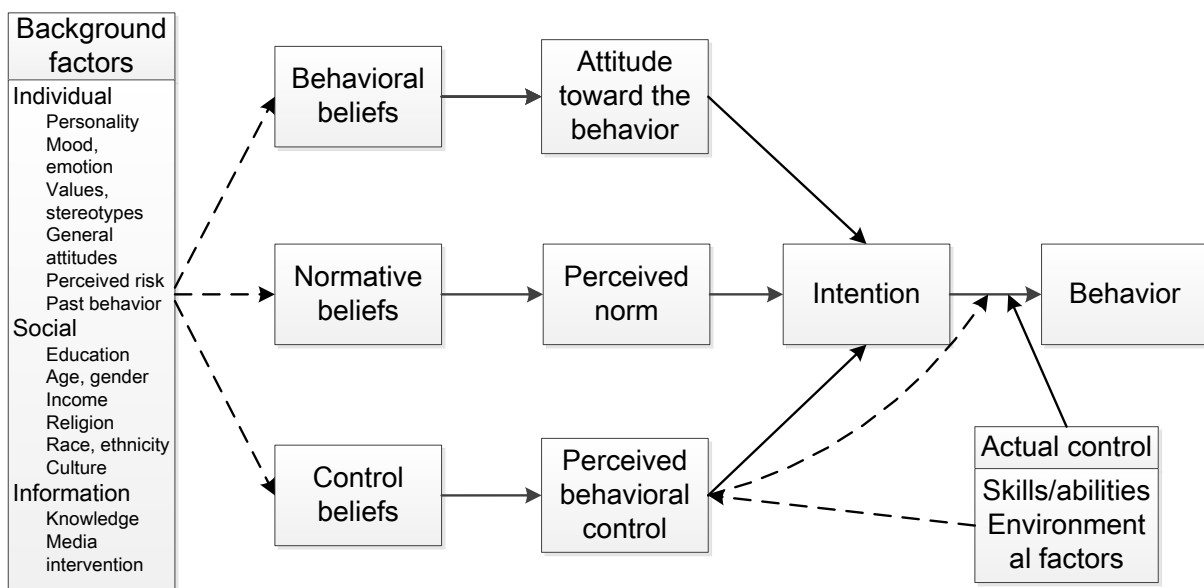 Background
factors
Individual
Personality
Mood,
emotion
Values,
stereotypes
General
attitudes
Perceived risk
Past behavior
Social
Education
Age, gender
Income
Religion
Race, ethnicity
Culture
Information
Knowledge
Media
intervention
Behavioral
beliefs
Attitude
toward the
behavior
Normative
beliefs
Perceived
norm
Intention
Behavior
Control
beliefs
Perceived
behavioral
control
Actual control
Skills/abilities
Environment
al factors